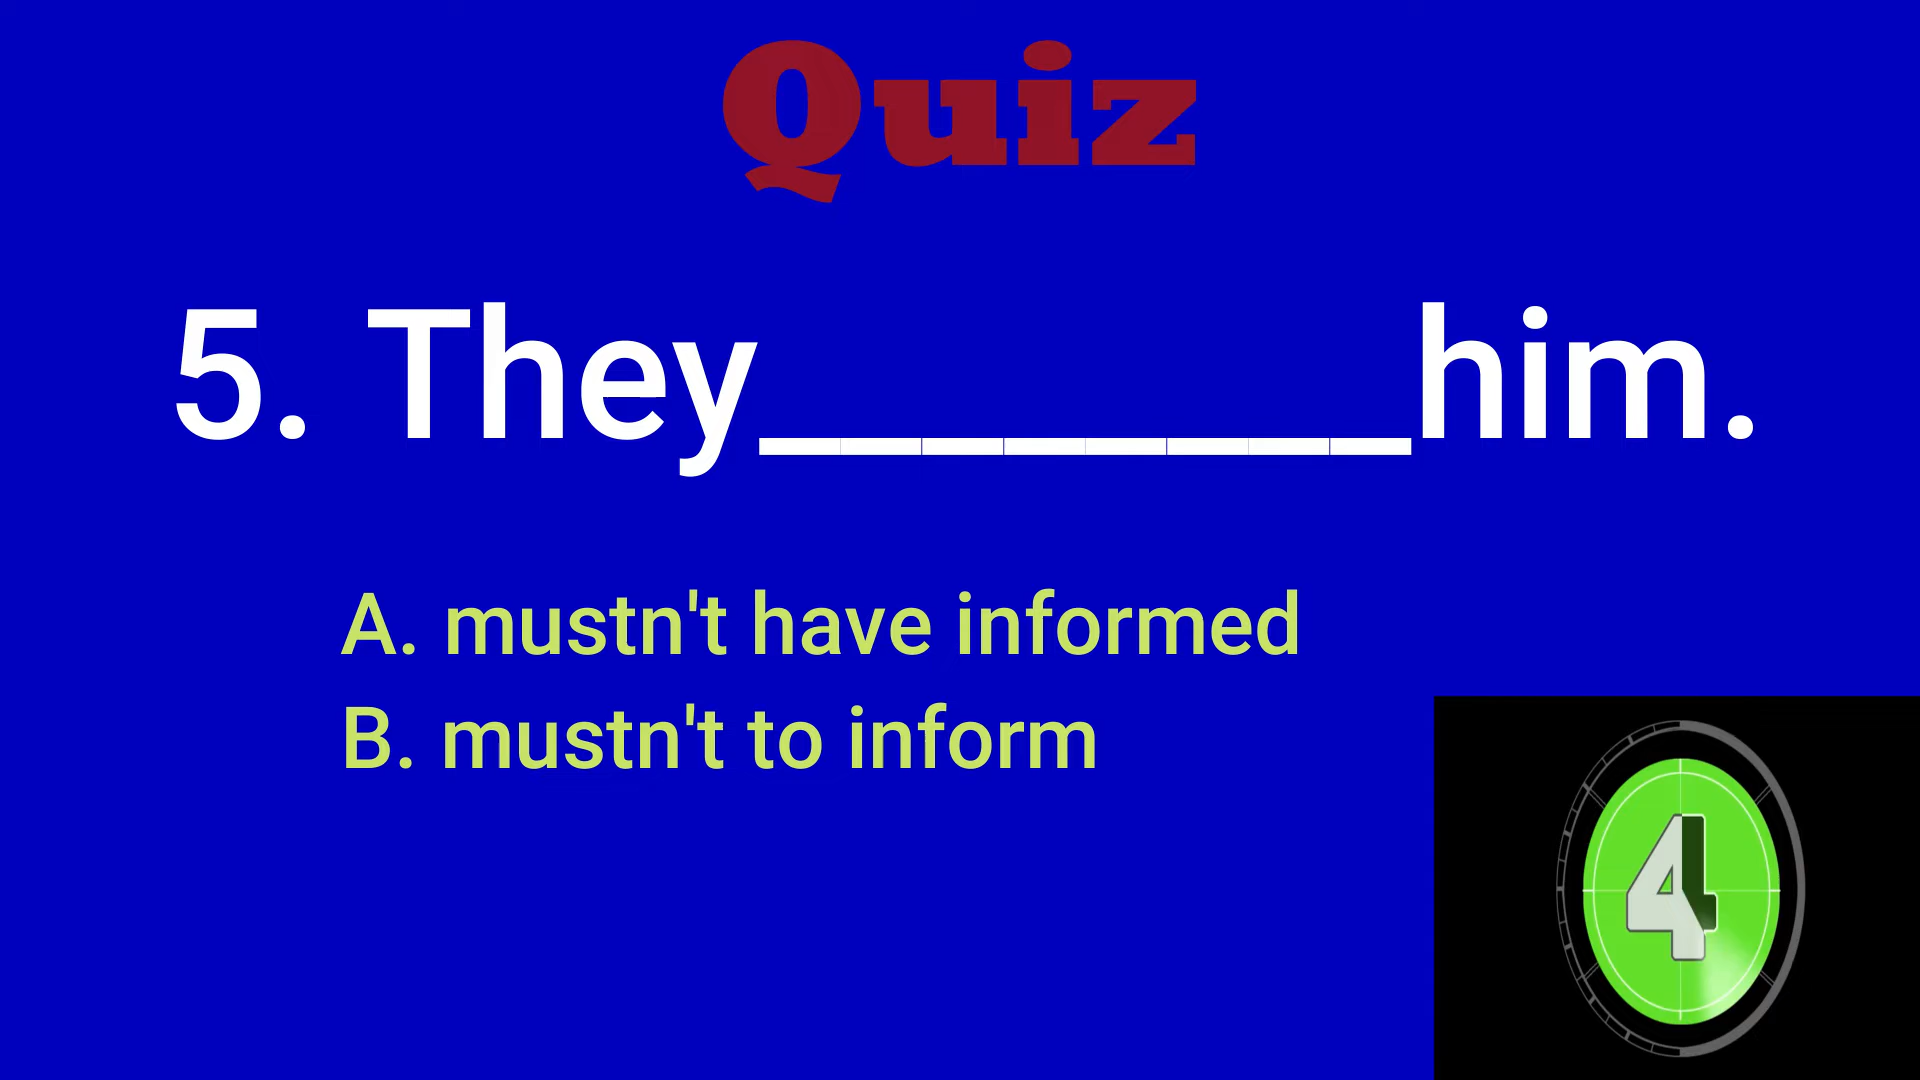 Quiz
5. They________him.
A. mustn't have informed
B. mustn't to inform
4